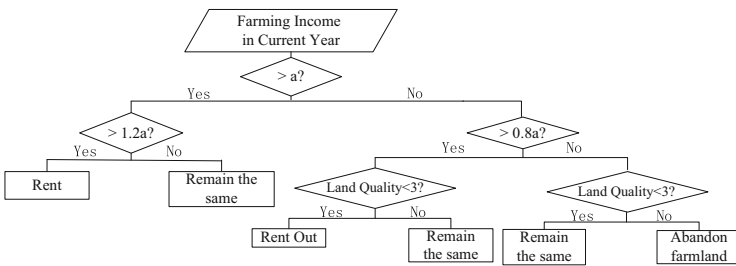 Farming Income
in Current Year
> a?
Yes
No
> 1.2a?
> 0.8a?
Yes
No
Yes
No
Rent
Remain the
same
Land Quality<3?
Land Quality<3?
Yes
No
Yes
No
Rent Out
Remain
the same
Remain
the same
Abandon
farmland